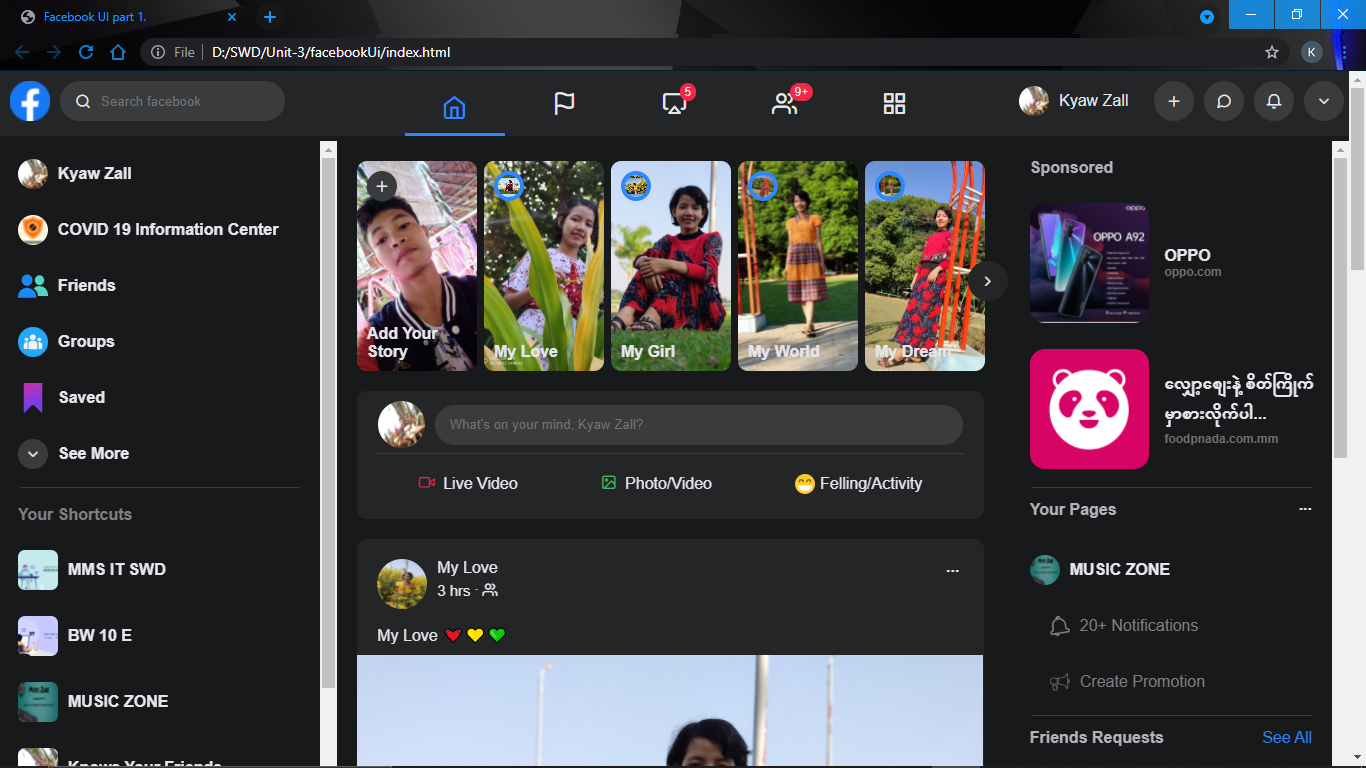 Facebook UI part 1.
File
D:/SWD/Unit-3/facebookUi/index.html
K
Search facebook
5
9+
Kyaw Zall
Kyaw Zall
COVID 19 Information Center
Friends
Groups
Saved
See More
Your Shortcuts
MMS IT SWD
BW 10 E
MUSIC ZONE
Add Your
Story
My Love
My Girl
My World
My Dream
What's on your mind, Kyaw Zall?
Live Video
Photo/Video
Felling/Activity
My Love
3 hrs ·
My Love
Sponsored
oppo
OPPO A92
OPPO
oppo.com
လျှော့ဈေးနဲ့ စိတ်ကြိုက်
မှာစားလိုက်ပါ...
foodpnada.com.mm
Your Pages
MUSIC ZONE
20+ Notifications
Create Promotion
Friends Requests
See All